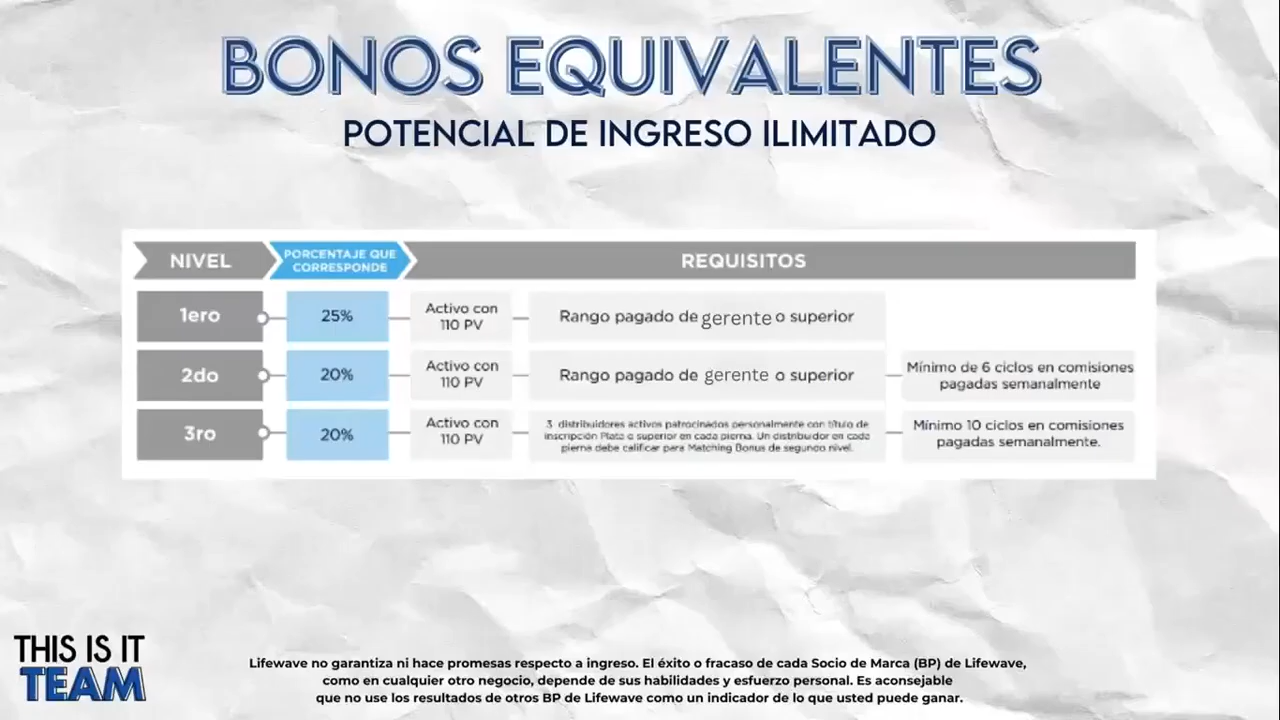 BONOS EQUIVALENTES
POTENCIAL DE INGRESO ILIMITADO
NIVEL
PORCENTAJE QUE
CORRESPONDE
REQUISITOS
1ero
25%
Activo con
110 PV
Rango pagado de gerente o superior
2do
20%
Activo con
110 PV
Rango pagado de gerente o superior
Mínimo de 6 ciclos en comisiones
pagadas semanalmente
3ro
20%
Activo con
110 PV
3 distribuidores activos patrocinados personalmente con título de
inscripción Plata o superior en cada pierna. Un distribuidor en cada
pierna debe calificar para Matching Bonus de segundo nivel.
Mínimo 10 ciclos en comisiones
pagadas semanalmente.
THIS IS IT
TEAM
Lifewave no garantiza ni hace promesas respecto a ingreso. El éxito o fracaso de cada Socio de Marca (BP) de Lifewave,
como en cualquier otro negocio, depende de sus habilidades y esfuerzo personal. Es aconsejable
que no use los resultados de otros BP de Lifewave como un indicador de lo que usted puede ganar.